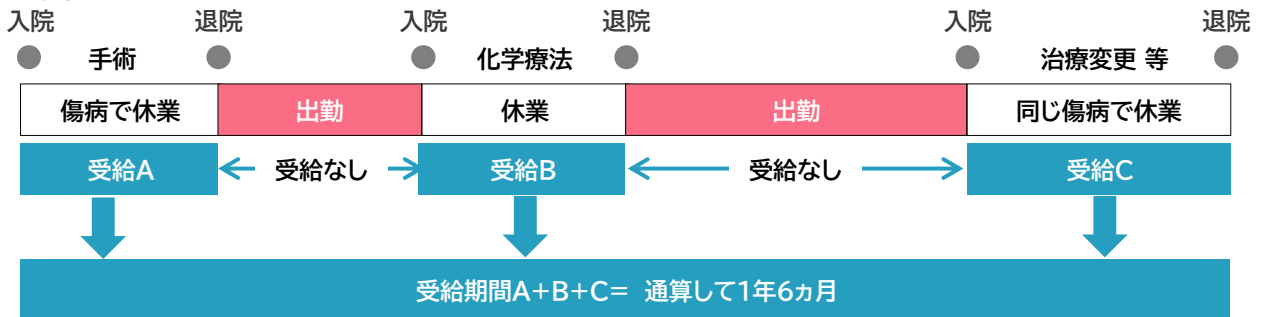 入院 退院 入院 退院 入院 退院
手術 化学療法 治療変更 等
傷病で休業 出勤 休業 出勤 同じ傷病で休業
受給A 受給なし 受給B 受給なし 受給C
受給期間A+B+C= 通算して1年6ヵ月